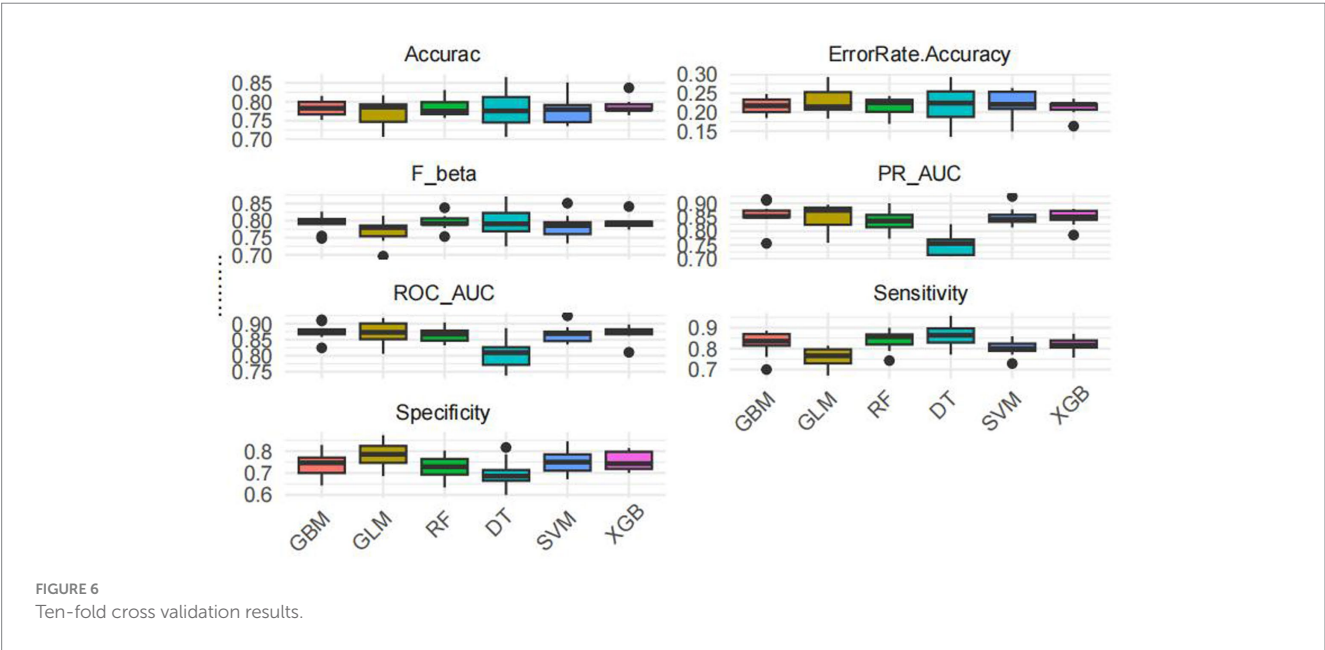 Accurac
0.85
0.80
0.75
0.70
ErrorRate.Accuracy
0.30
0.25
0.20
0.15
F_beta
0.85
0.80
0.75
0.70
PR_AUC
0.90
0.85
0.80
0.75
0.70
ROC_AUC
0.90
0.85
0.80
0.75
Sensitivity
0.9
0.8
0.7
GBM GLM RF DT SVM XGB
Specificity
0.8
0.7
0.6
GBM GLM RF DT SVM XGB
FIGURE 6
Ten-fold cross validation results.